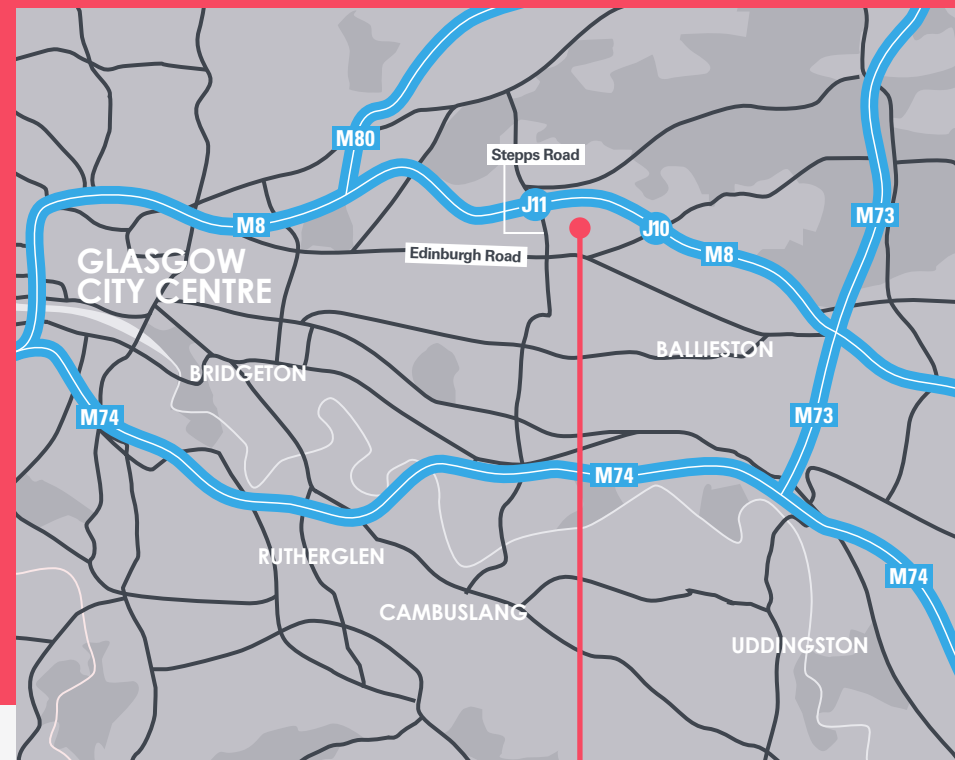 M80
Stepps Road
J11
M8
J10
M73
Edinburgh Road
M8
GLASGOW
CITY CENTRE
BALLIESTON
BRIDGETON
M74
M73
M74
RUTHERGLEN
M74
CAMBUSLANG
UDDINGSTON